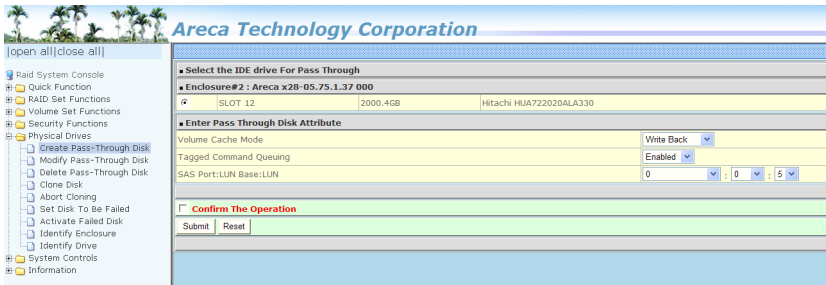 Areca Technology Corporation
|open all|close all|
Raid System Console
Quick Function
RAID Set Functions
Volume Set Functions
Security Functions
Physical Drives
Create Pass-Through Disk
Modify Pass-Through Disk
Delete Pass-Through Disk
Clone Disk
Abort Cloning
Set Disk To Be Failed
Activate Failed Disk
Identify Enclosure
Identify Drive
System Controls
Information
Select the IDE drive For Pass Through
Enclosure#2 : Areca x28-05.75.1.37 000
SLOT 12 2000.4GB Hitachi HUA722020ALA330
Enter Pass Through Disk Attribute
Volume Cache Mode Write Back
Tagged Command Queuing Enabled
SAS Port:LUN Base:LUN 0 : 0 : 5
Confirm The Operation
Submit Reset